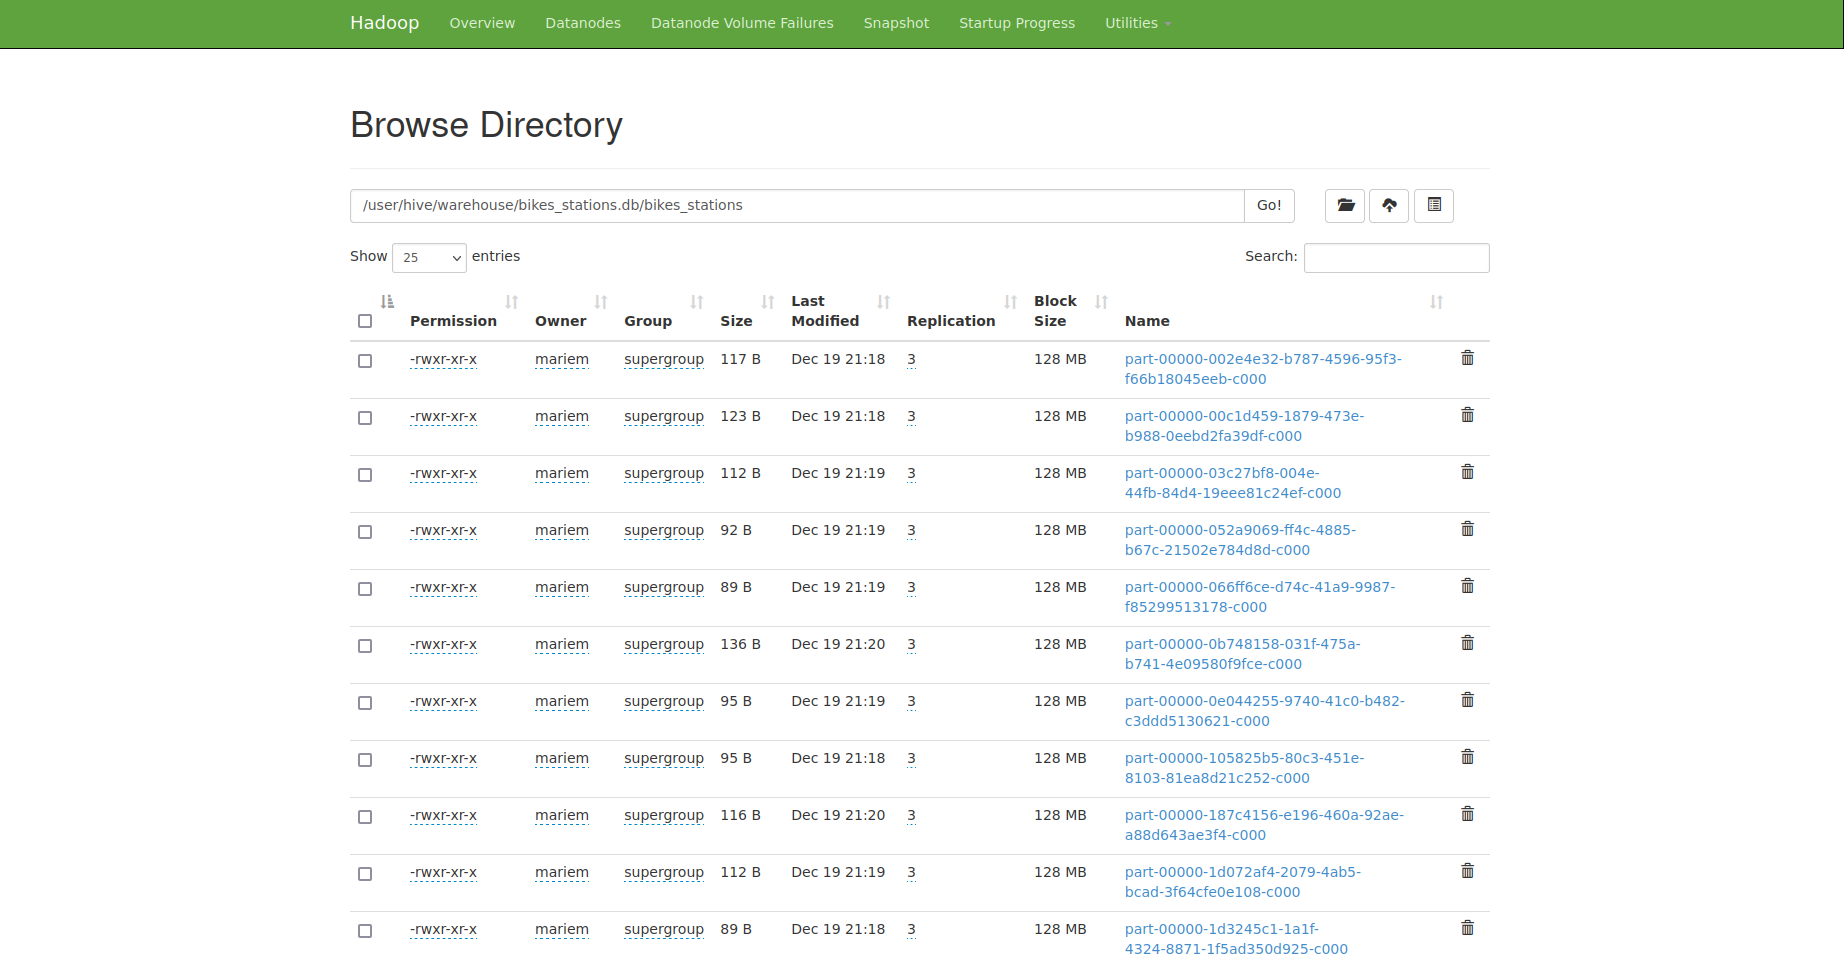 Hadoop Overview Datanodes Datanode Volume Failures Snapshot Startup Progress Utilities
Browse Directory
/user/hive/warehouse/bikes_stations.db/bikes_stations Go!
Show 25 entries Search:
Permission Owner Group Size Last Modified Replication Block Size Name
-rwxr-xr-x mariem supergroup 117 B Dec 19 21:18 3 128 MB part-00000-002e4e32-b787-4596-95f3-
f66b18045eeb-c000
-rwxr-xr-x mariem supergroup 123 B Dec 19 21:18 3 128 MB part-00000-00c1d459-1879-473e-
b988-0eebd2fa39df-c000
-rwxr-xr-x mariem supergroup 112 B Dec 19 21:19 3 128 MB part-00000-03c27bf8-004e-
44fb-84d4-19eee81c24ef-c000
-rwxr-xr-x mariem supergroup 92 B Dec 19 21:19 3 128 MB part-00000-052a9069-ff4c-4885-
b67c-21502e784d8d-c000
-rwxr-xr-x mariem supergroup 89 B Dec 19 21:19 3 128 MB part-00000-066ff6ce-d74c-41a9-9987-
f85299513178-c000
-rwxr-xr-x mariem supergroup 136 B Dec 19 21:20 3 128 MB part-00000-0b748158-031f-475a-
b741-4e09580f9fce-c000
-rwxr-xr-x mariem supergroup 95 B Dec 19 21:19 3 128 MB part-00000-0e044255-9740-41c0-b482-
c3ddd5130621-c000
-rwxr-xr-x mariem supergroup 95 B Dec 19 21:18 3 128 MB part-00000-105825b5-80c3-451e-
8103-81ea8d21c252-c000
-rwxr-xr-x mariem supergroup 116 B Dec 19 21:20 3 128 MB part-00000-187c4156-e196-460a-92ae-
a88d643ae3f4-c000
-rwxr-xr-x mariem supergroup 112 B Dec 19 21:19 3 128 MB part-00000-1d072af4-2079-4ab5-
bcad-3f64cfe0e108-c000
-rwxr-xr-x mariem supergroup 89 B Dec 19 21:18 3 128 MB part-00000-1d3245c1-1a1f-
4324-8871-1f5ad350d925-c000